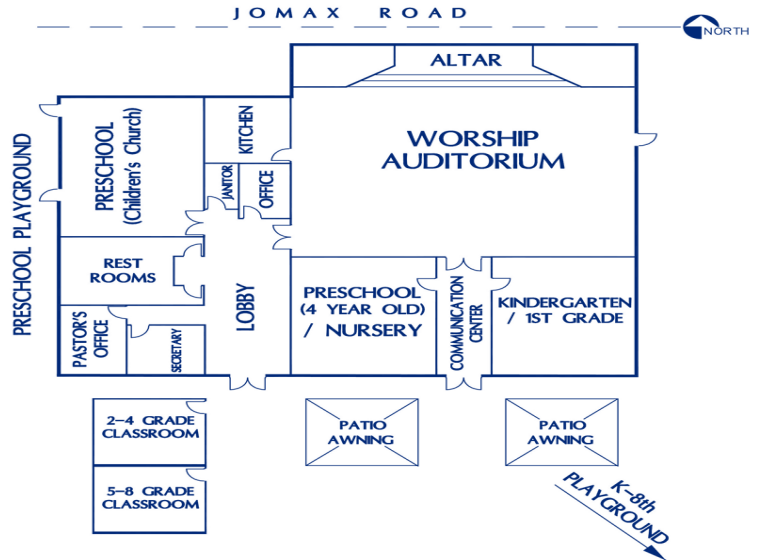 JOMAX ROAD
NORTH
ALTAR
WORSHIP
AUDITORIUM
KITCHEN
PRESCHOOL
(Children's Church)
PRESCHOOL PLAYGROUND
JANITOR
OFFICE
REST
ROOMS
LOBBY
PRESCHOOL
(4 YEAR OLD)
/ NURSERY
COMMUNICATION
CENTER
KINDERGARTEN
/ 1ST GRADE
PASTOR'S
OFFICE
SECRETARY
2-4 GRADE
CLASSROOM
PATIO
AWNING
PATIO
AWNING
5-8 GRADE
CLASSROOM
K-8th
PLAYGROUND